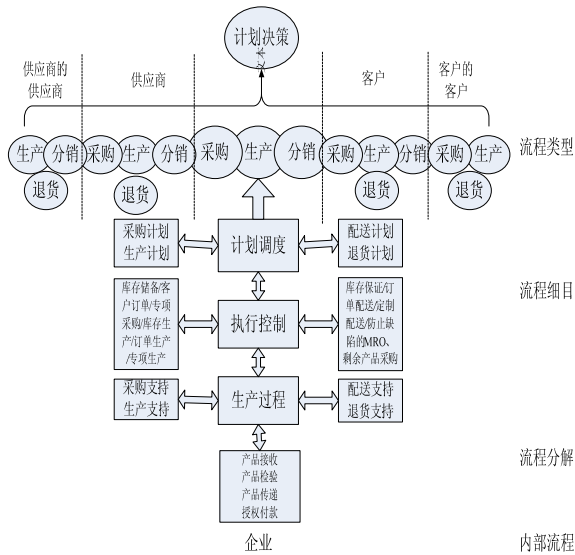 计划决策
文本
供应商的
供应商
供应商
客户
客户的
客户
生产
分销
采购
生产
分销
采购
生产
分销
采购
生产
分销
采购
生产
流程类型
退货
退货
退货
退货
采购计划
生产计划
计划调度
配送计划
退货计划
流程细目
库存储备/客
户订单/专项
采购/库存生
产/订单生产
/专项生产
执行控制
库存保证/订
单配送/定制
配送/防止缺
陷的MRO、
剩余产品采购
采购支持
生产支持
生产过程
配送支持
退货支持
产品接收
产品检验
产品传递
授权付款
流程分解
企业
内部流程